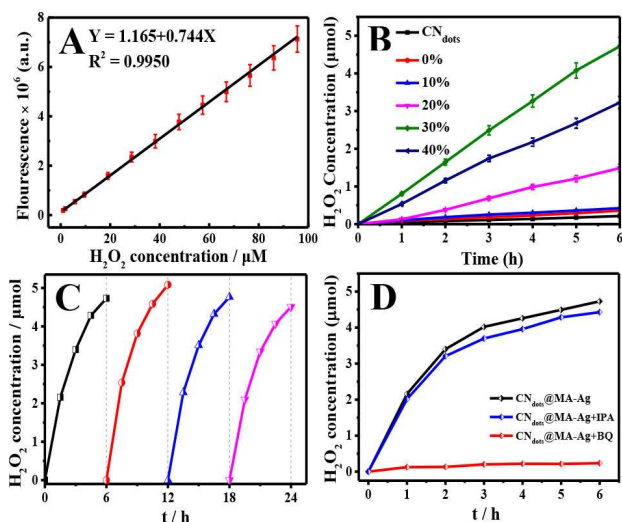 A
Y = 1.165+0.744X
R² = 0.9950
Flourescence × 10⁶ (a.u.)
8
6
4
2
0
0 20 40 60 80 100
H₂O₂ concentration / μM
B
CN_dots
0%
10%
20%
30%
40%
H₂O₂ Concentration (μmol)
5
4
3
2
1
0
0 1 2 3 4 5 6
Time (h)
C
H₂O₂ concentration / μmol
5
4
3
2
1
0
0 6 12 18 24
t / h
D
H₂O₂ concentration (μmol)
5
4
3
2
1
0
CN_dots@MA-Ag
CN_dots@MA-Ag+IPA
CN_dots@MA-Ag+BQ
0 1 2 3 4 5 6
t / h